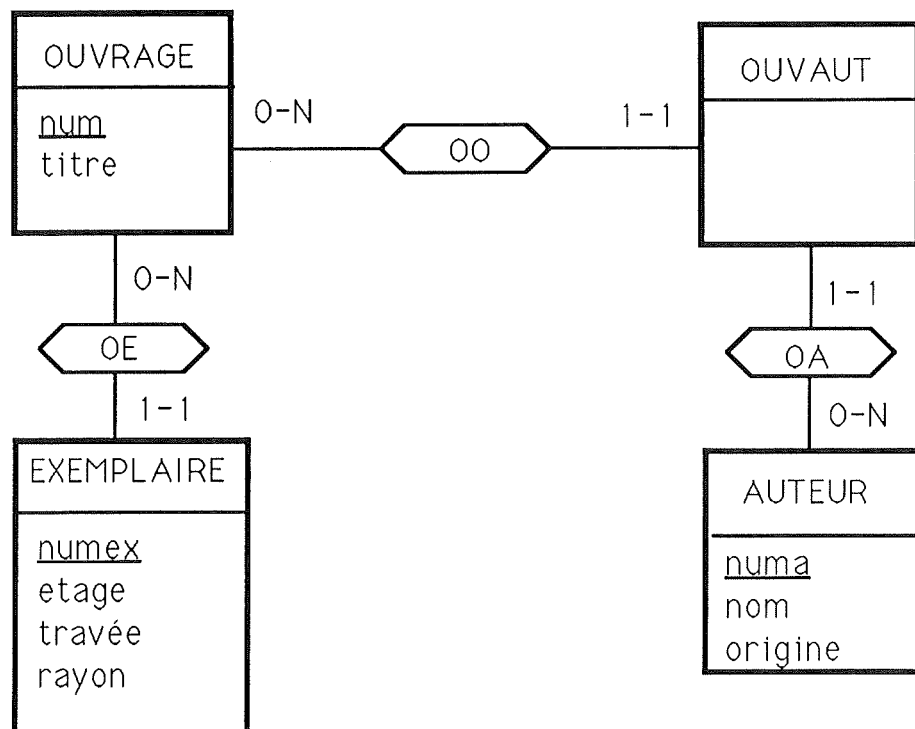 OUVRAGE
num
titre
0-N
OO
1-1
OUVAUT
0-N
OE
1-1
1-1
OA
0-N
EXEMPLAIRE
numex
etage
travée
rayon
AUTEUR
numa
nom
origine